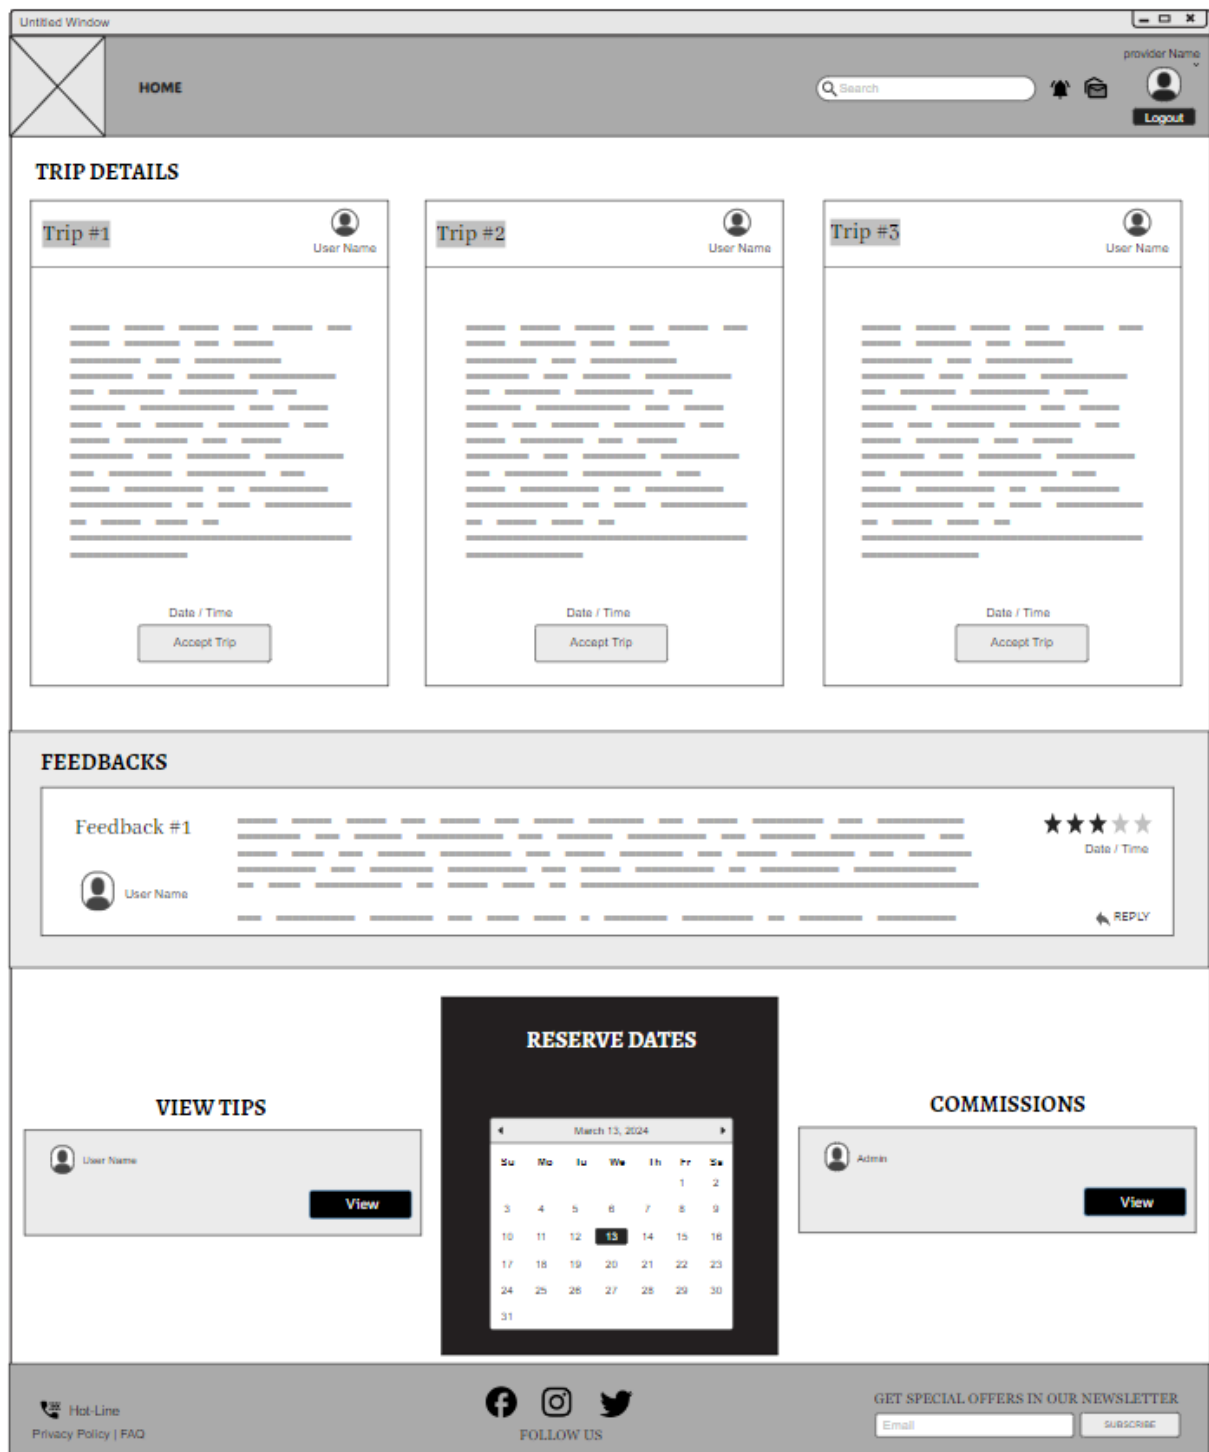 Untitled Window
provider Name
HOME
Search
Logout
TRIP DETAILS
Trip #1
User Name
Date / Time
Accept Trip
Trip #2
User Name
Date / Time
Accept Trip
Trip #3
User Name
Date / Time
Accept Trip
FEEDBACKS
Feedback #1
User Name
Date / Time
REPLY
VIEW TIPS
User Name
View
RESERVE DATES
March 13, 2024
Su Mo Tu We Th Fr Sa
1 2
3 4 5 6 7 8 9
10 11 12 13 14 15 16
17 18 19 20 21 22 23
24 25 26 27 28 29 30
31
COMMISSIONS
Admin
View
Hot-Line
Privacy Policy | FAQ
FOLLOW US
GET SPECIAL OFFERS IN OUR NEWSLETTER
Email
SUBSCRIBE